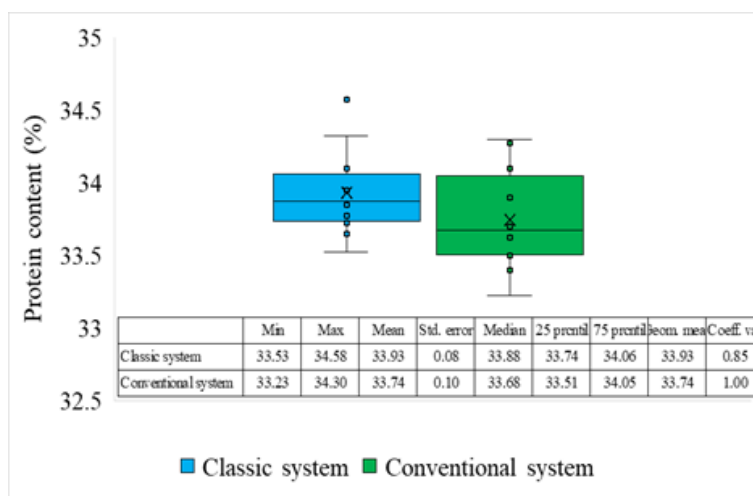 35
34.5
34
33.5
33
32.5
Protein content (%)
Min Max Mean Std. error Median 25 prcntil 75 prcntil Geom. mea Coeff. va
Classic system 33.53 34.58 33.93 0.08 33.88 33.74 34.06 33.93 0.85
Conventional system 33.23 34.30 33.74 0.10 33.68 33.51 34.05 33.74 1.00
Classic system Conventional system